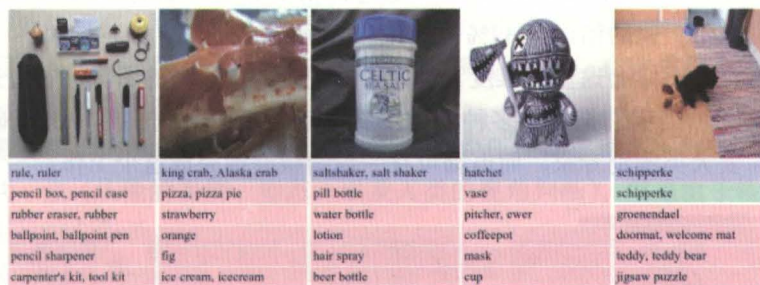 CELTIC
SEA SALT
rule, ruler
king crab, Alaska crab
saltshaker, salt shaker
hatchet
schipperke
pencil box, pencil case
pizza, pizza pie
pill bottle
vase
schipperke
rubber eraser, rubber
strawberry
water bottle
pitcher, ewer
groenendael
ballpoint, ballpoint pen
orange
lotion
coffeepot
doormat, welcome mat
pencil sharpener
fig
hair spray
mask
teddy, teddy bear
carpenter's kit, tool kit
ice cream, icecream
beer bottle
cup
jigsaw puzzle